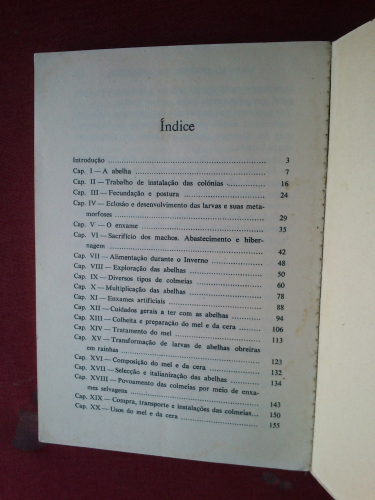 Índice
Introdução ........ 3
Cap. I — A abelha ........ 7
Cap. II — Trabalho de instalação das colónias ........ 16
Cap. III — Fecundação e postura ........ 24
Cap. IV — Eclosão e desenvolvimento das larvas e suas meta-
morfoses ........ 29
Cap. V — O enxame ........ 35
Cap. VI — Sacrifício dos machos. Abastecimento e hiber-
nagem ........ 42
Cap. VII — Alimentação durante o Inverno ........ 48
Cap. VIII — Exploração das abelhas ........ 50
Cap. IX — Diversos tipos de colmeias ........ 60
Cap. X — Multiplicação das abelhas ........ 78
Cap. XI — Enxames artificiais ........ 88
Cap. XII — Cuidados gerais a ter com as abelhas ........ 94
Cap. XIII — Colheita e preparação do mel e da cera ........ 106
Cap. XIV — Tratamento do mel ........ 113
Cap. XV — Transformação de larvas de abelhas obreiras
em rainhas ........ 123
Cap. XVI — Composição do mel e da cera ........ 132
Cap. XVII — Selecção e italianização das abelhas ........ 134
Cap. XVIII — Povoamento das colmeias por meio de enxa-
mes selvagens ........ 143
Cap. XIX — Compra, transporte e instalações das colmeias... 150
Cap. XX — Usos do mel e da cera ........ 155